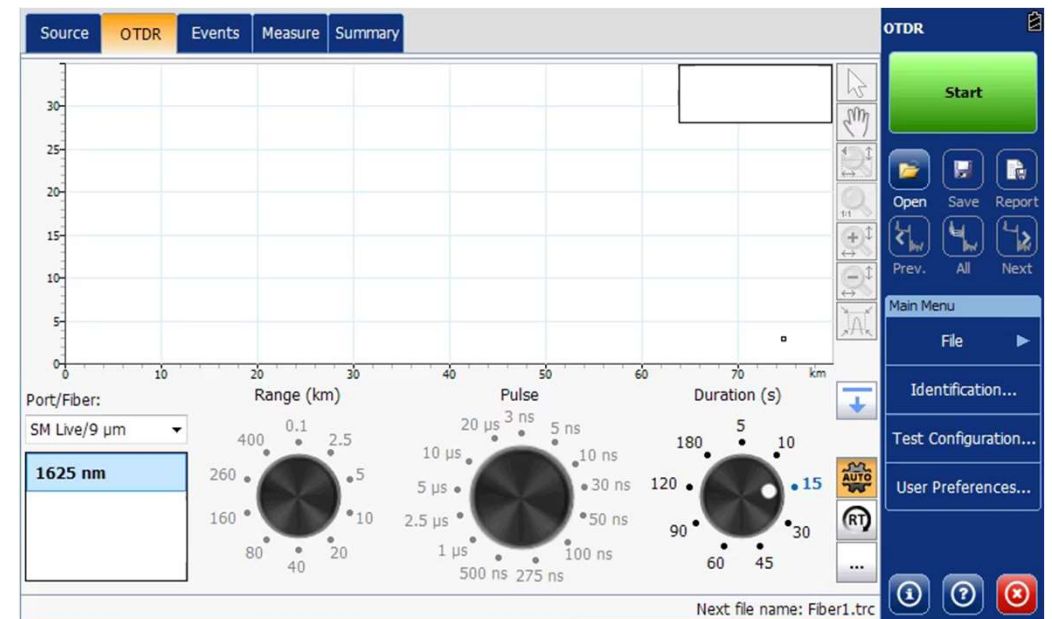 Source OTDR Events Measure Summary
30
25
20
15
10
5
0
0 10 20 30 40 50 60 70 km
1:1
Port/Fiber:
SM Live/9 µm
1625 nm
Range (km)
0.1
2.5
5
10
20
40
80
160
260
400
Pulse
3 ns
5 ns
10 ns
30 ns
50 ns
100 ns
275 ns
500 ns
1 µs
2.5 µs
5 µs
10 µs
20 µs
Duration (s)
5
10
15
30
45
60
90
120
180
AUTO
RT
...
Next file name: Fiber1.trc
OTDR
Start
Open Save Report
Prev. All Next
Main Menu
File
Identification...
Test Configuration...
User Preferences...